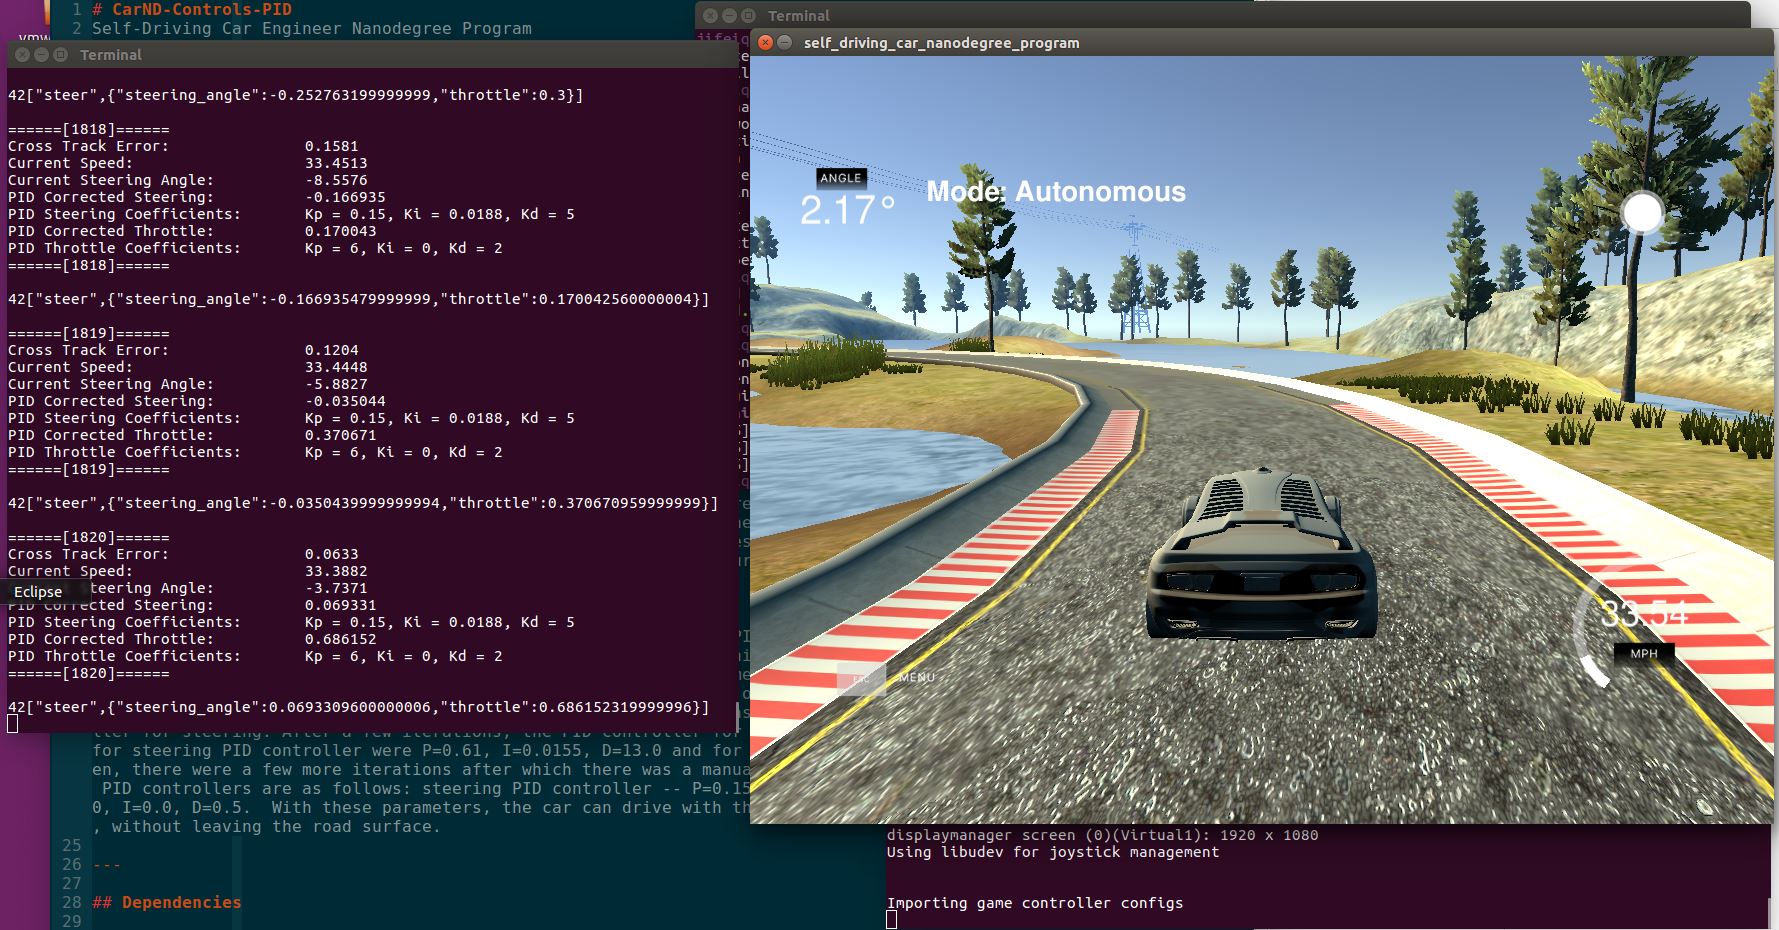 1 # CarND-Controls-PID
2 Self-Driving Car Engineer Nanodegree Program
Terminal
42["steer",{"steering_angle":-0.252763199999999,"throttle":0.3}]
======[1818]======
Cross Track Error: 0.1581
Current Speed: 33.4513
Current Steering Angle: -8.5576
PID Corrected Steering: -0.166935
PID Steering Coefficients: Kp = 0.15, Ki = 0.0188, Kd = 5
PID Corrected Throttle: 0.170043
PID Throttle Coefficients: Kp = 6, Ki = 0, Kd = 2
======[1818]======
42["steer",{"steering_angle":-0.166935479999999,"throttle":0.170042560000004}]
======[1819]======
Cross Track Error: 0.1204
Current Speed: 33.4448
Current Steering Angle: -5.8827
PID Corrected Steering: -0.035044
PID Steering Coefficients: Kp = 0.15, Ki = 0.0188, Kd = 5
PID Corrected Throttle: 0.370671
PID Throttle Coefficients: Kp = 6, Ki = 0, Kd = 2
======[1819]======
42["steer",{"steering_angle":-0.0350439999999994,"throttle":0.370670959999999}]
======[1820]======
Cross Track Error: 0.0633
Current Speed: 33.3882
Steering Angle: -3.7371
Eclipse
PID Corrected Steering: 0.069331
PID Steering Coefficients: Kp = 0.15, Ki = 0.0188, Kd = 5
PID Corrected Throttle: 0.686152
PID Throttle Coefficients: Kp = 6, Ki = 0, Kd = 2
======[1820]======
42["steer",{"steering_angle":0.0693309600000006,"throttle":0.686152319999996}]
for steering PID controller were P=0.61, I=0.0155, D=13.0 and for
en, there were a few more iterations after which there was a manua
PID controllers are as follows: steering PID controller -- P=0.15
0, I=0.0, D=0.5. With these parameters, the car can drive with th
, without leaving the road surface.
25
26 ---
27
28 ## Dependencies
29
Terminal
self_driving_car_nanodegree_program
ANGLE
2.17°
Mode: Autonomous
33.54
MPH
ESC MENU
displaymanager screen (0)(Virtual1): 1920 x 1080
Using libudev for joystick management
Importing game controller configs